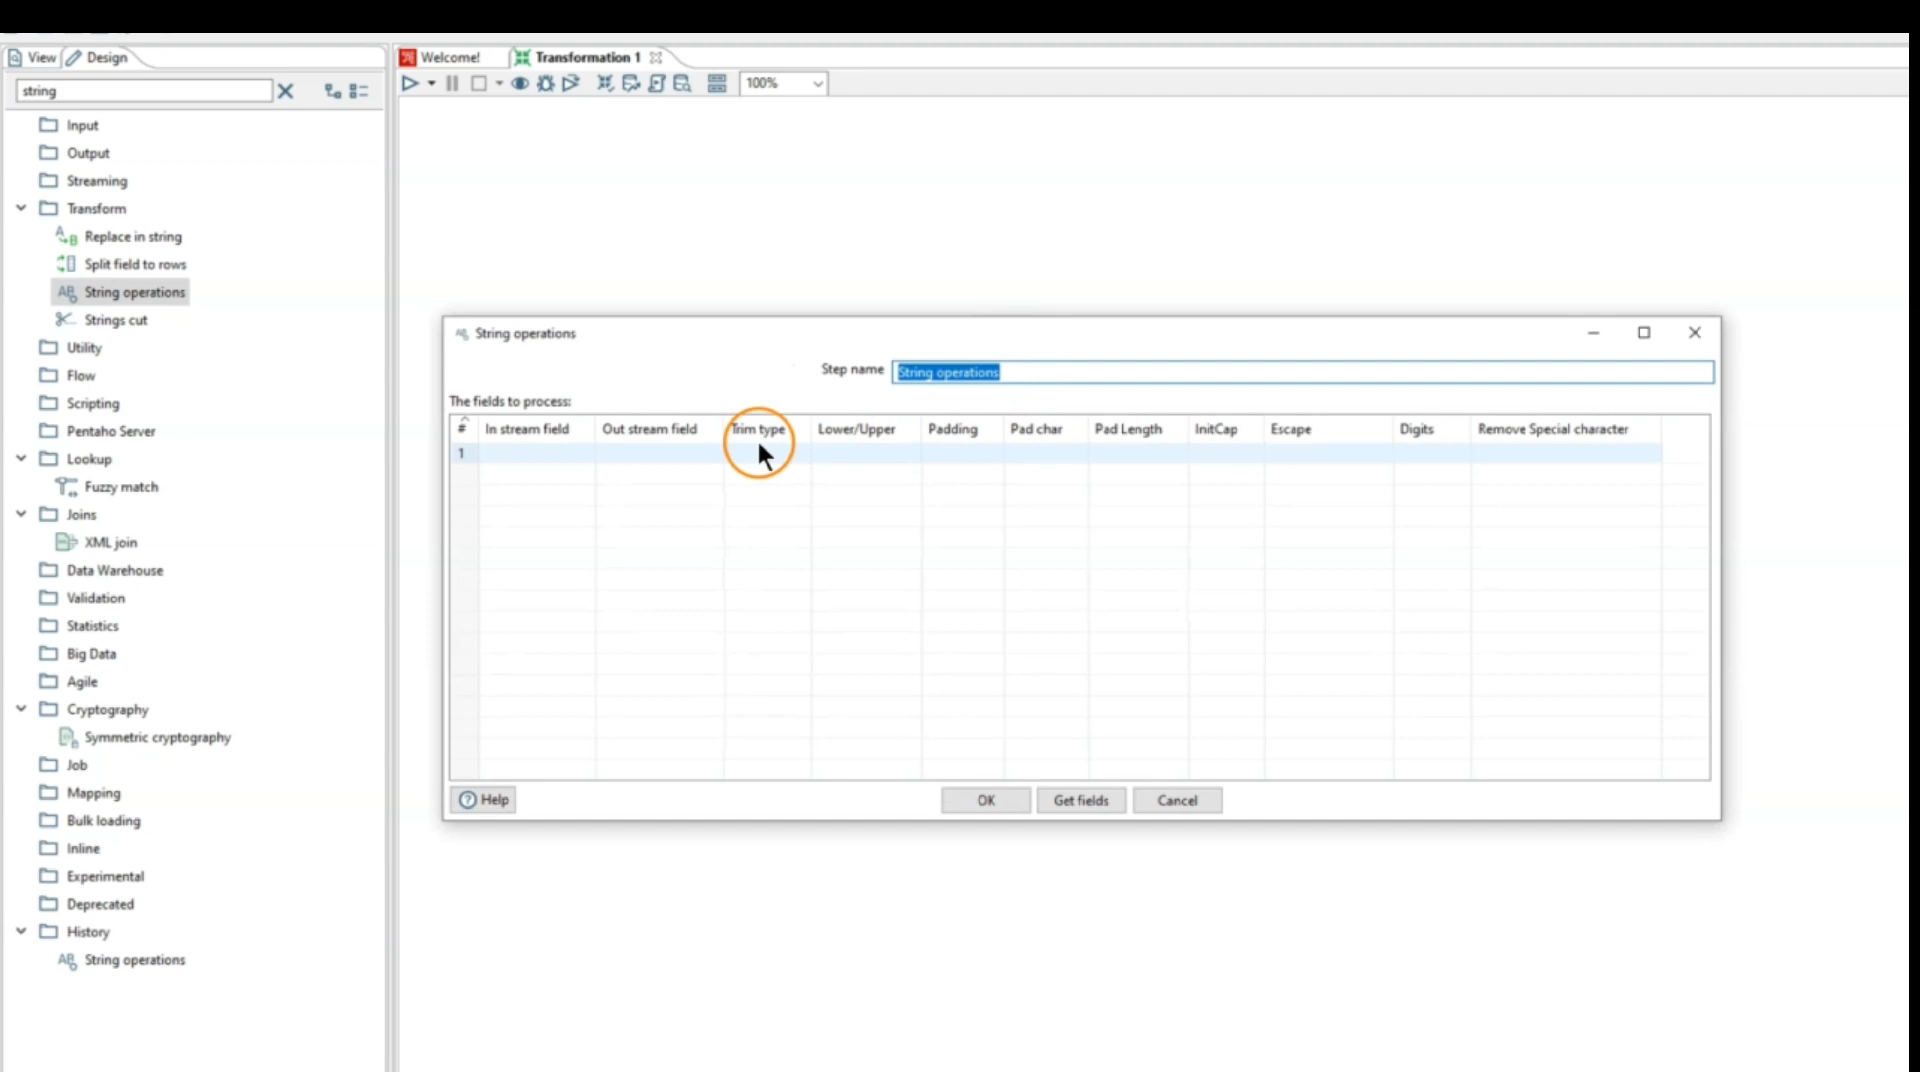 View Design
Welcome! Transformation 1
string
100%
Input
Output
Streaming
Transform
Replace in string
Split field to rows
String operations
Strings cut
Utility
Flow
Scripting
Pentaho Server
Lookup
Fuzzy match
Joins
XML join
Data Warehouse
Validation
Statistics
Big Data
Agile
Cryptography
Symmetric cryptography
Job
Mapping
Bulk loading
Inline
Experimental
Deprecated
History
String operations
String operations
Step name String operations
The fields to process:
# In stream field Out stream field Trim type Lower/Upper Padding Pad char Pad Length InitCap Escape Digits Remove Special character
1
Help OK Get fields Cancel